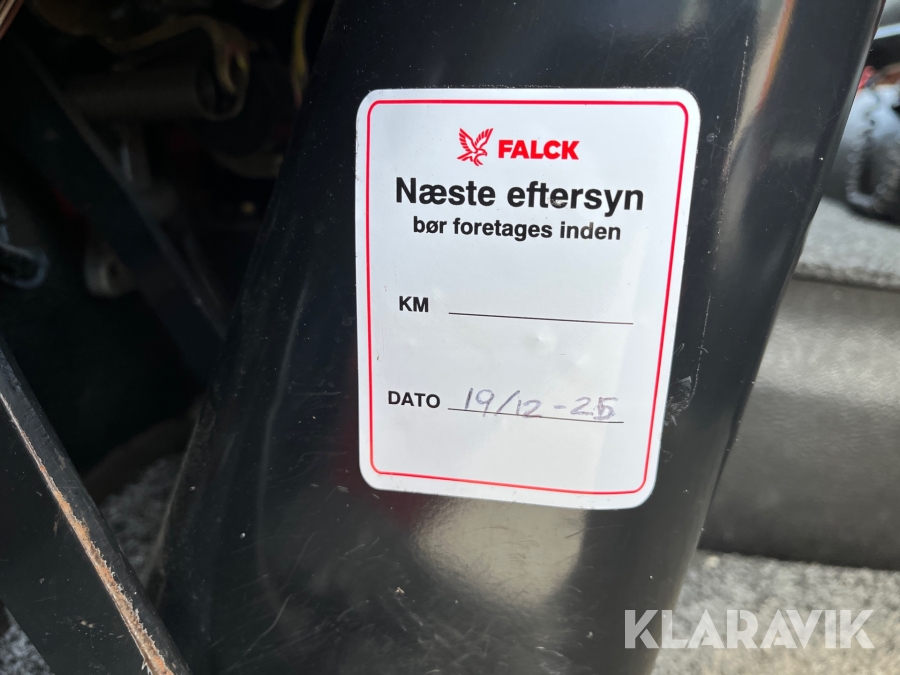 FALCK
Næste eftersyn
bør foretages inden
KM
DATO 19/12-25
KLARAVIK